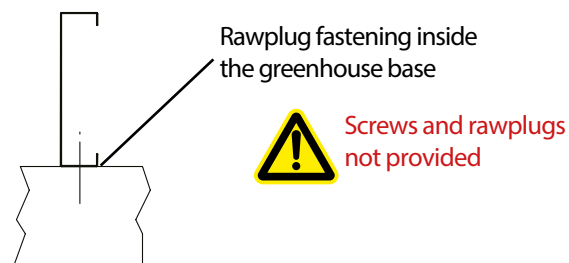 Rawplug fastening inside
the greenhouse base
Screws and rawplugs
not provided